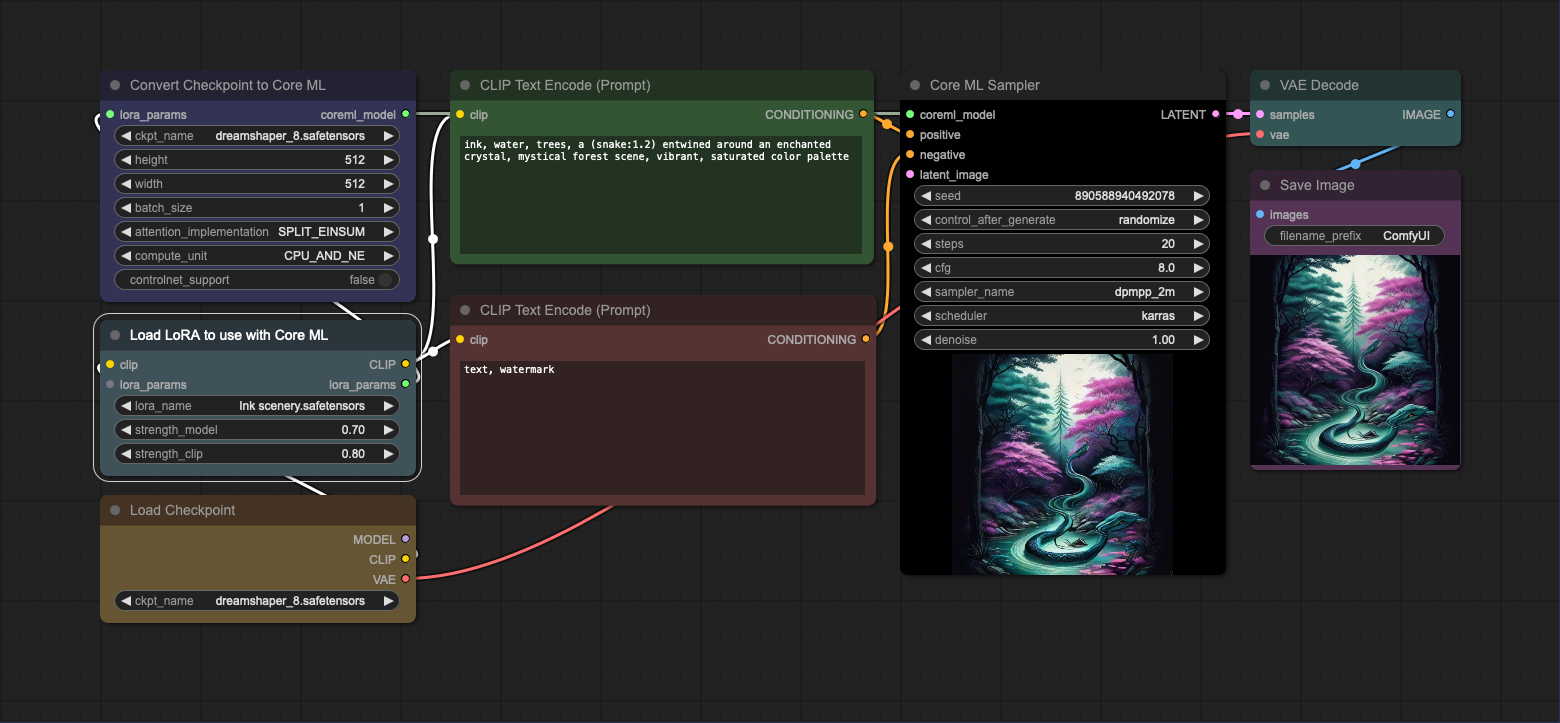 Convert Checkpoint to Core ML
lora_params coreml_model
ckpt_name dreamshaper_8.safetensors
height 512
width 512
batch_size 1
attention_implementation SPLIT_EINSUM
compute_unit CPU_AND_NE
controlnet_support false
Load LoRA to use with Core ML
clip CLIP
lora_params lora_params
lora_name Ink scenery.safetensors
strength_model 0.70
strength_clip 0.80
Load Checkpoint
MODEL
CLIP
VAE
ckpt_name dreamshaper_8.safetensors
CLIP Text Encode (Prompt)
clip CONDITIONING
ink, water, trees, a (snake:1.2) entwined around an enchanted
crystal, mystical forest scene, vibrant, saturated color palette
CLIP Text Encode (Prompt)
clip CONDITIONING
text, watermark
Core ML Sampler
coreml_model LATENT
positive
negative
latent_image
seed 890588940492078
control_after_generate randomize
steps 20
cfg 8.0
sampler_name dpmpp_2m
scheduler karras
denoise 1.00
VAE Decode
samples IMAGE
vae
Save Image
images
filename_prefix ComfyUI